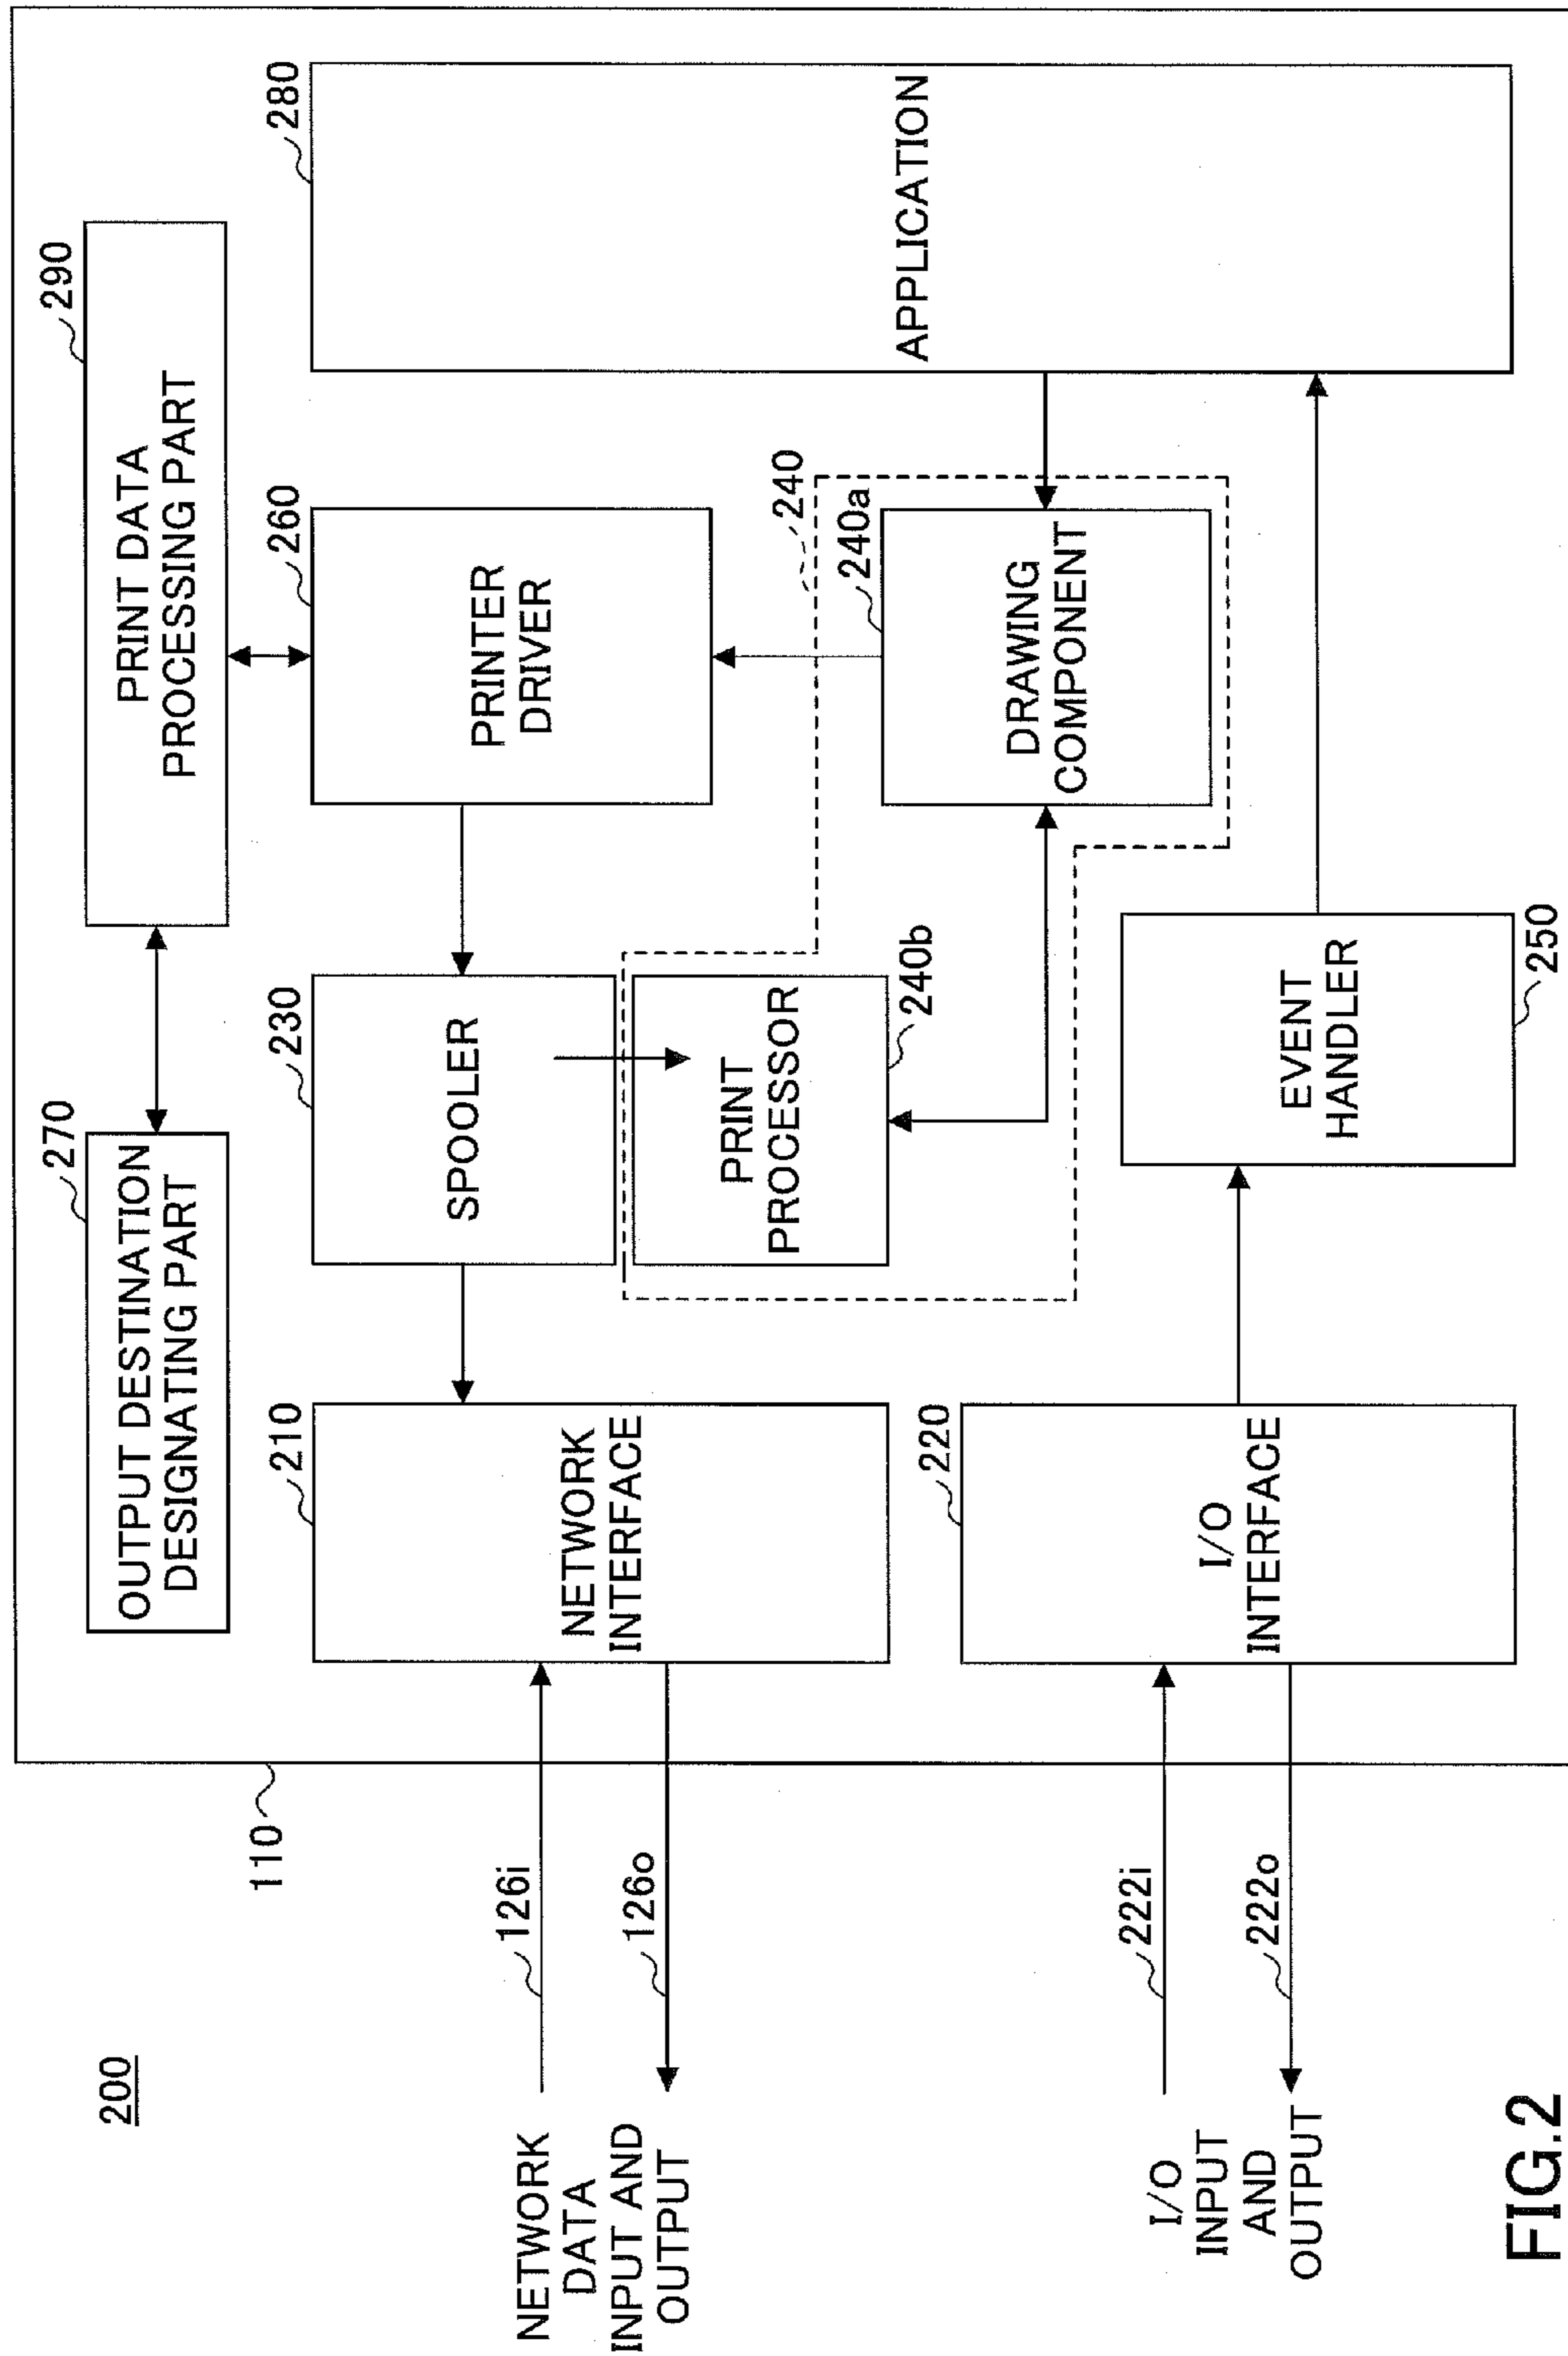 200
110
270
OUTPUT DESTINATION
DESIGNATING PART
290
PRINT DATA
PROCESSING PART
210
NETWORK
INTERFACE
230
SPOOLER
260
PRINTER
DRIVER
280
APPLICATION
NETWORK
DATA
INPUT AND
OUTPUT
126i
126o
PRINT
PROCESSOR
240b
240
240a
DRAWING
COMPONENT
I/O
INPUT
AND
OUTPUT
222i
222o
220
I/O
INTERFACE
EVENT
HANDLER
250
FIG.2